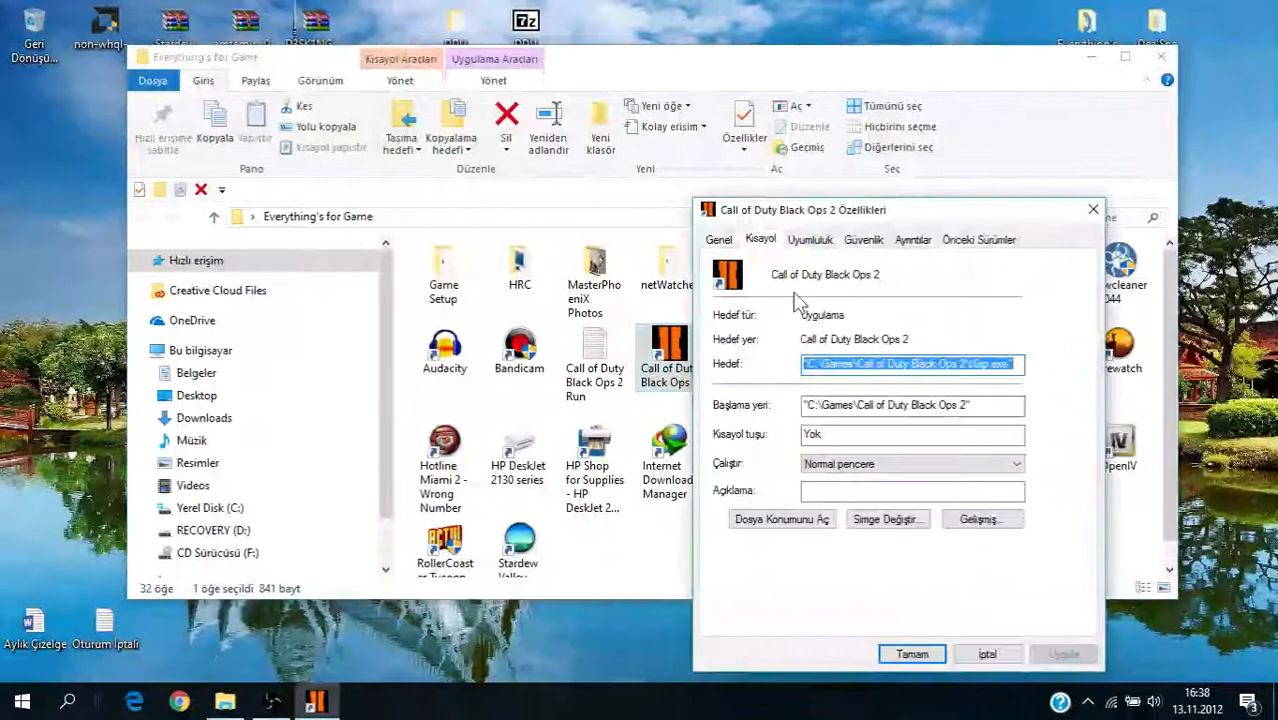 Geri
Dönüşü...
non-whql-
7z
Everything's for Game
Kısayol Araçları
Uygulama Araçları
Dosya
Giriş
Paylaş
Görünüm
Yönet
Yönet
Hızlı erişime
sabitle
Kopyala
Yapıştır
Kes
Yolu kopyala
Kısayol yapıştır
Taşıma
hedefi
Kopyalama
hedefi
Sil
Yeniden
adlandır
Yeni
klasör
Yeni öğe
Kolay erişim
Özellikler
Aç
Düzenle
Geçmiş
Tümünü seç
Hiçbirini seçme
Diğerlerini seç
Pano
Düzenle
Yeni
Aç
Seç
Everything's for Game
Hızlı erişim
Creative Cloud Files
OneDrive
Bu bilgisayar
Belgeler
Desktop
Downloads
Müzik
Resimler
Videos
Yerel Disk (C:)
RECOVERY (D:)
CD Sürücüsü (F:)
Game
Setup
HRC
MasterPho
eniX
Photos
netWatche
Audacity
Bandicam
Call of Duty
Black Ops 2
Run
Call of Du
Black Ops
Hotline
Miami 2 -
Wrong
Number
HP DeskJet
2130 series
HP Shop
for Supplies
- HP
DeskJet 2...
Internet
Download
Manager
RollerCoast
er Tycoon
Stardew
Valley
wcleaner
044
rewatch
OpenIV
32 öğe
1 öğe seçildi 841 bayt
Call of Duty Black Ops 2 Özellikleri
Genel
Kısayol
Uyumluluk
Güvenlik
Ayrıntılar
Önceki Sürümler
Call of Duty Black Ops 2
Hedef tür:
Uygulama
Hedef yer:
Call of Duty Black Ops 2
Hedef:
"C:\Games\Call of Duty Black Ops 2\t6sp.exe"
Başlama yeri:
"C:\Games\Call of Duty Black Ops 2"
Kısayol tuşu:
Yok
Çalıştır:
Normal pencere
Açıklama:
Dosya Konumunu Aç
Simge Değiştir...
Gelişmiş...
Tamam
İptal
Uygula
Aylık Çizelge
Oturum İptali
16:38
13.11.2012
3